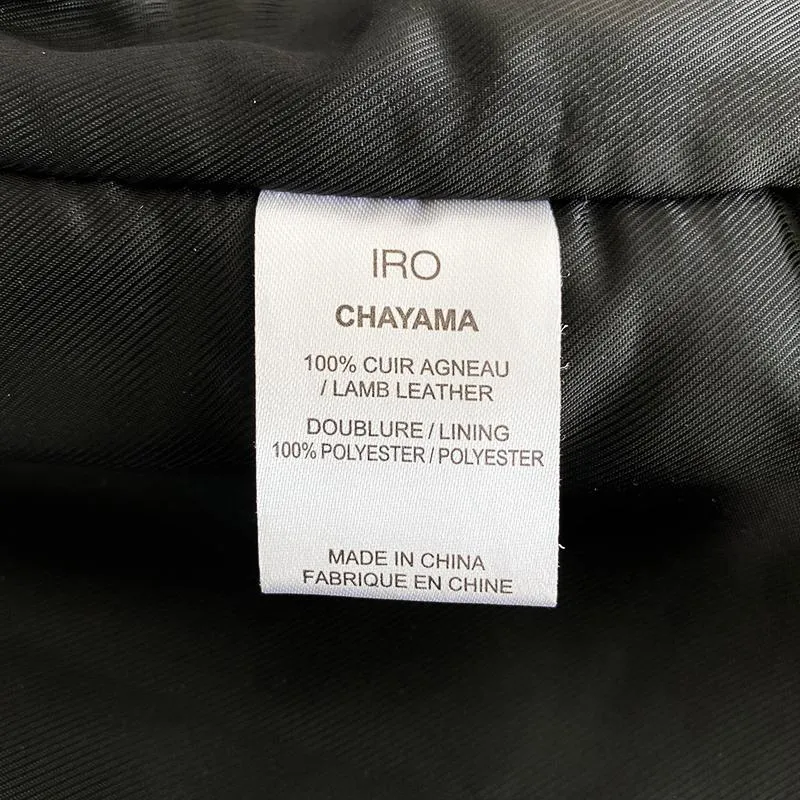 IRO
CHAYAMA
100% CUIR AGNEAU
/ LAMB LEATHER
DOUBLURE / LINING
100% POLYESTER / POLYESTER
MADE IN CHINA
FABRIQUE EN CHINE